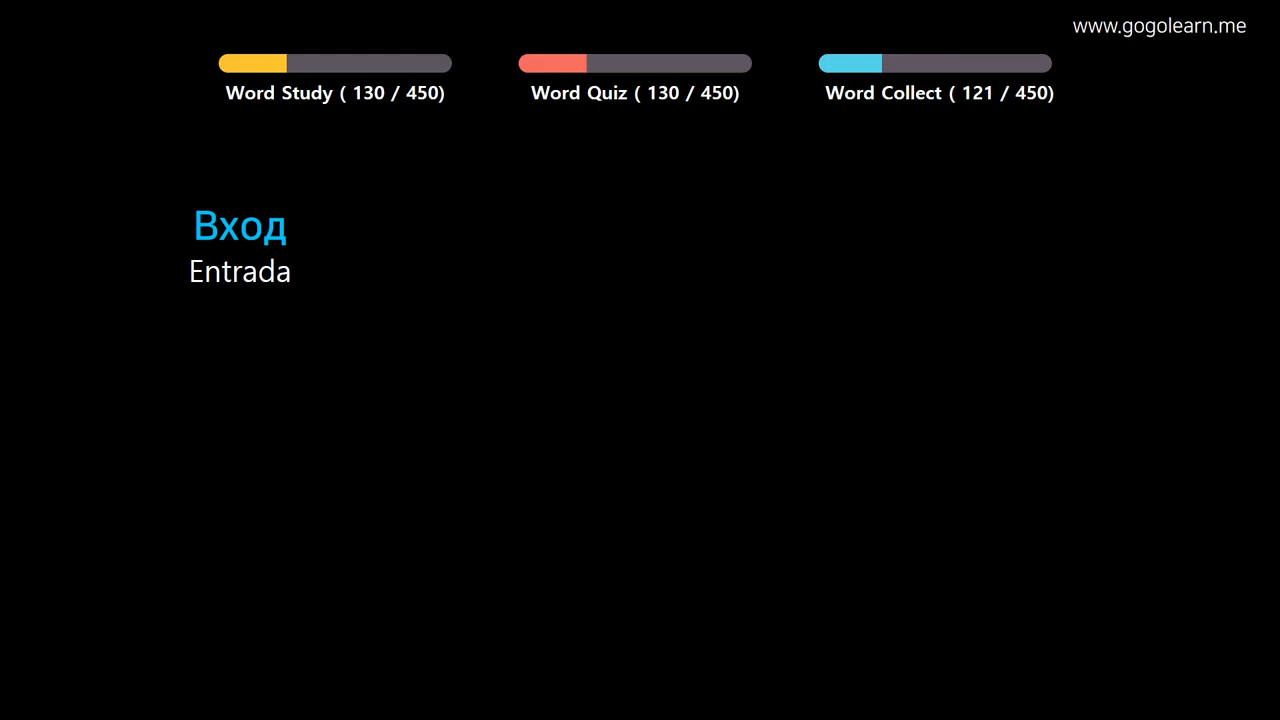 www.gogolearn.me
Word Study ( 130 / 450)
Word Quiz ( 130 / 450)
Word Collect ( 121 / 450)
Вход
Entrada